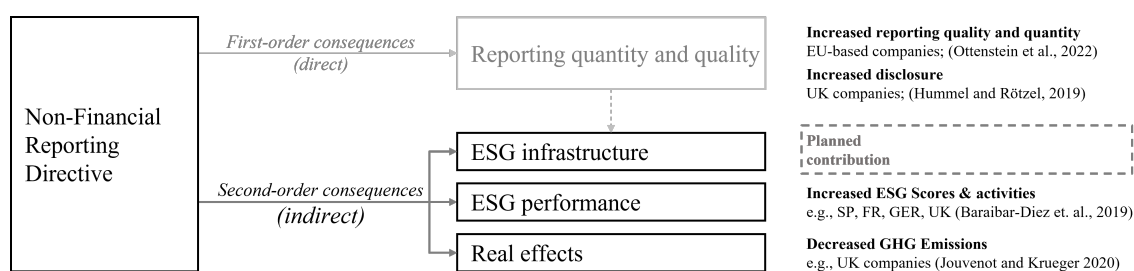 Non-Financial
Reporting
Directive
First-order consequences
(direct)
Second-order consequences
(indirect)
Reporting quantity and quality
ESG infrastructure
ESG performance
Real effects
Increased reporting quality and quantity
EU-based companies; (Ottenstein et al., 2022)
Increased disclosure
UK companies; (Hummel and Rötzel, 2019)
Planned
contribution
Increased ESG Scores & activities
e.g., SP, FR, GER, UK (Baraibar-Diez et. al., 2019)
Decreased GHG Emissions
e.g., UK companies (Jouvenot and Krueger 2020)